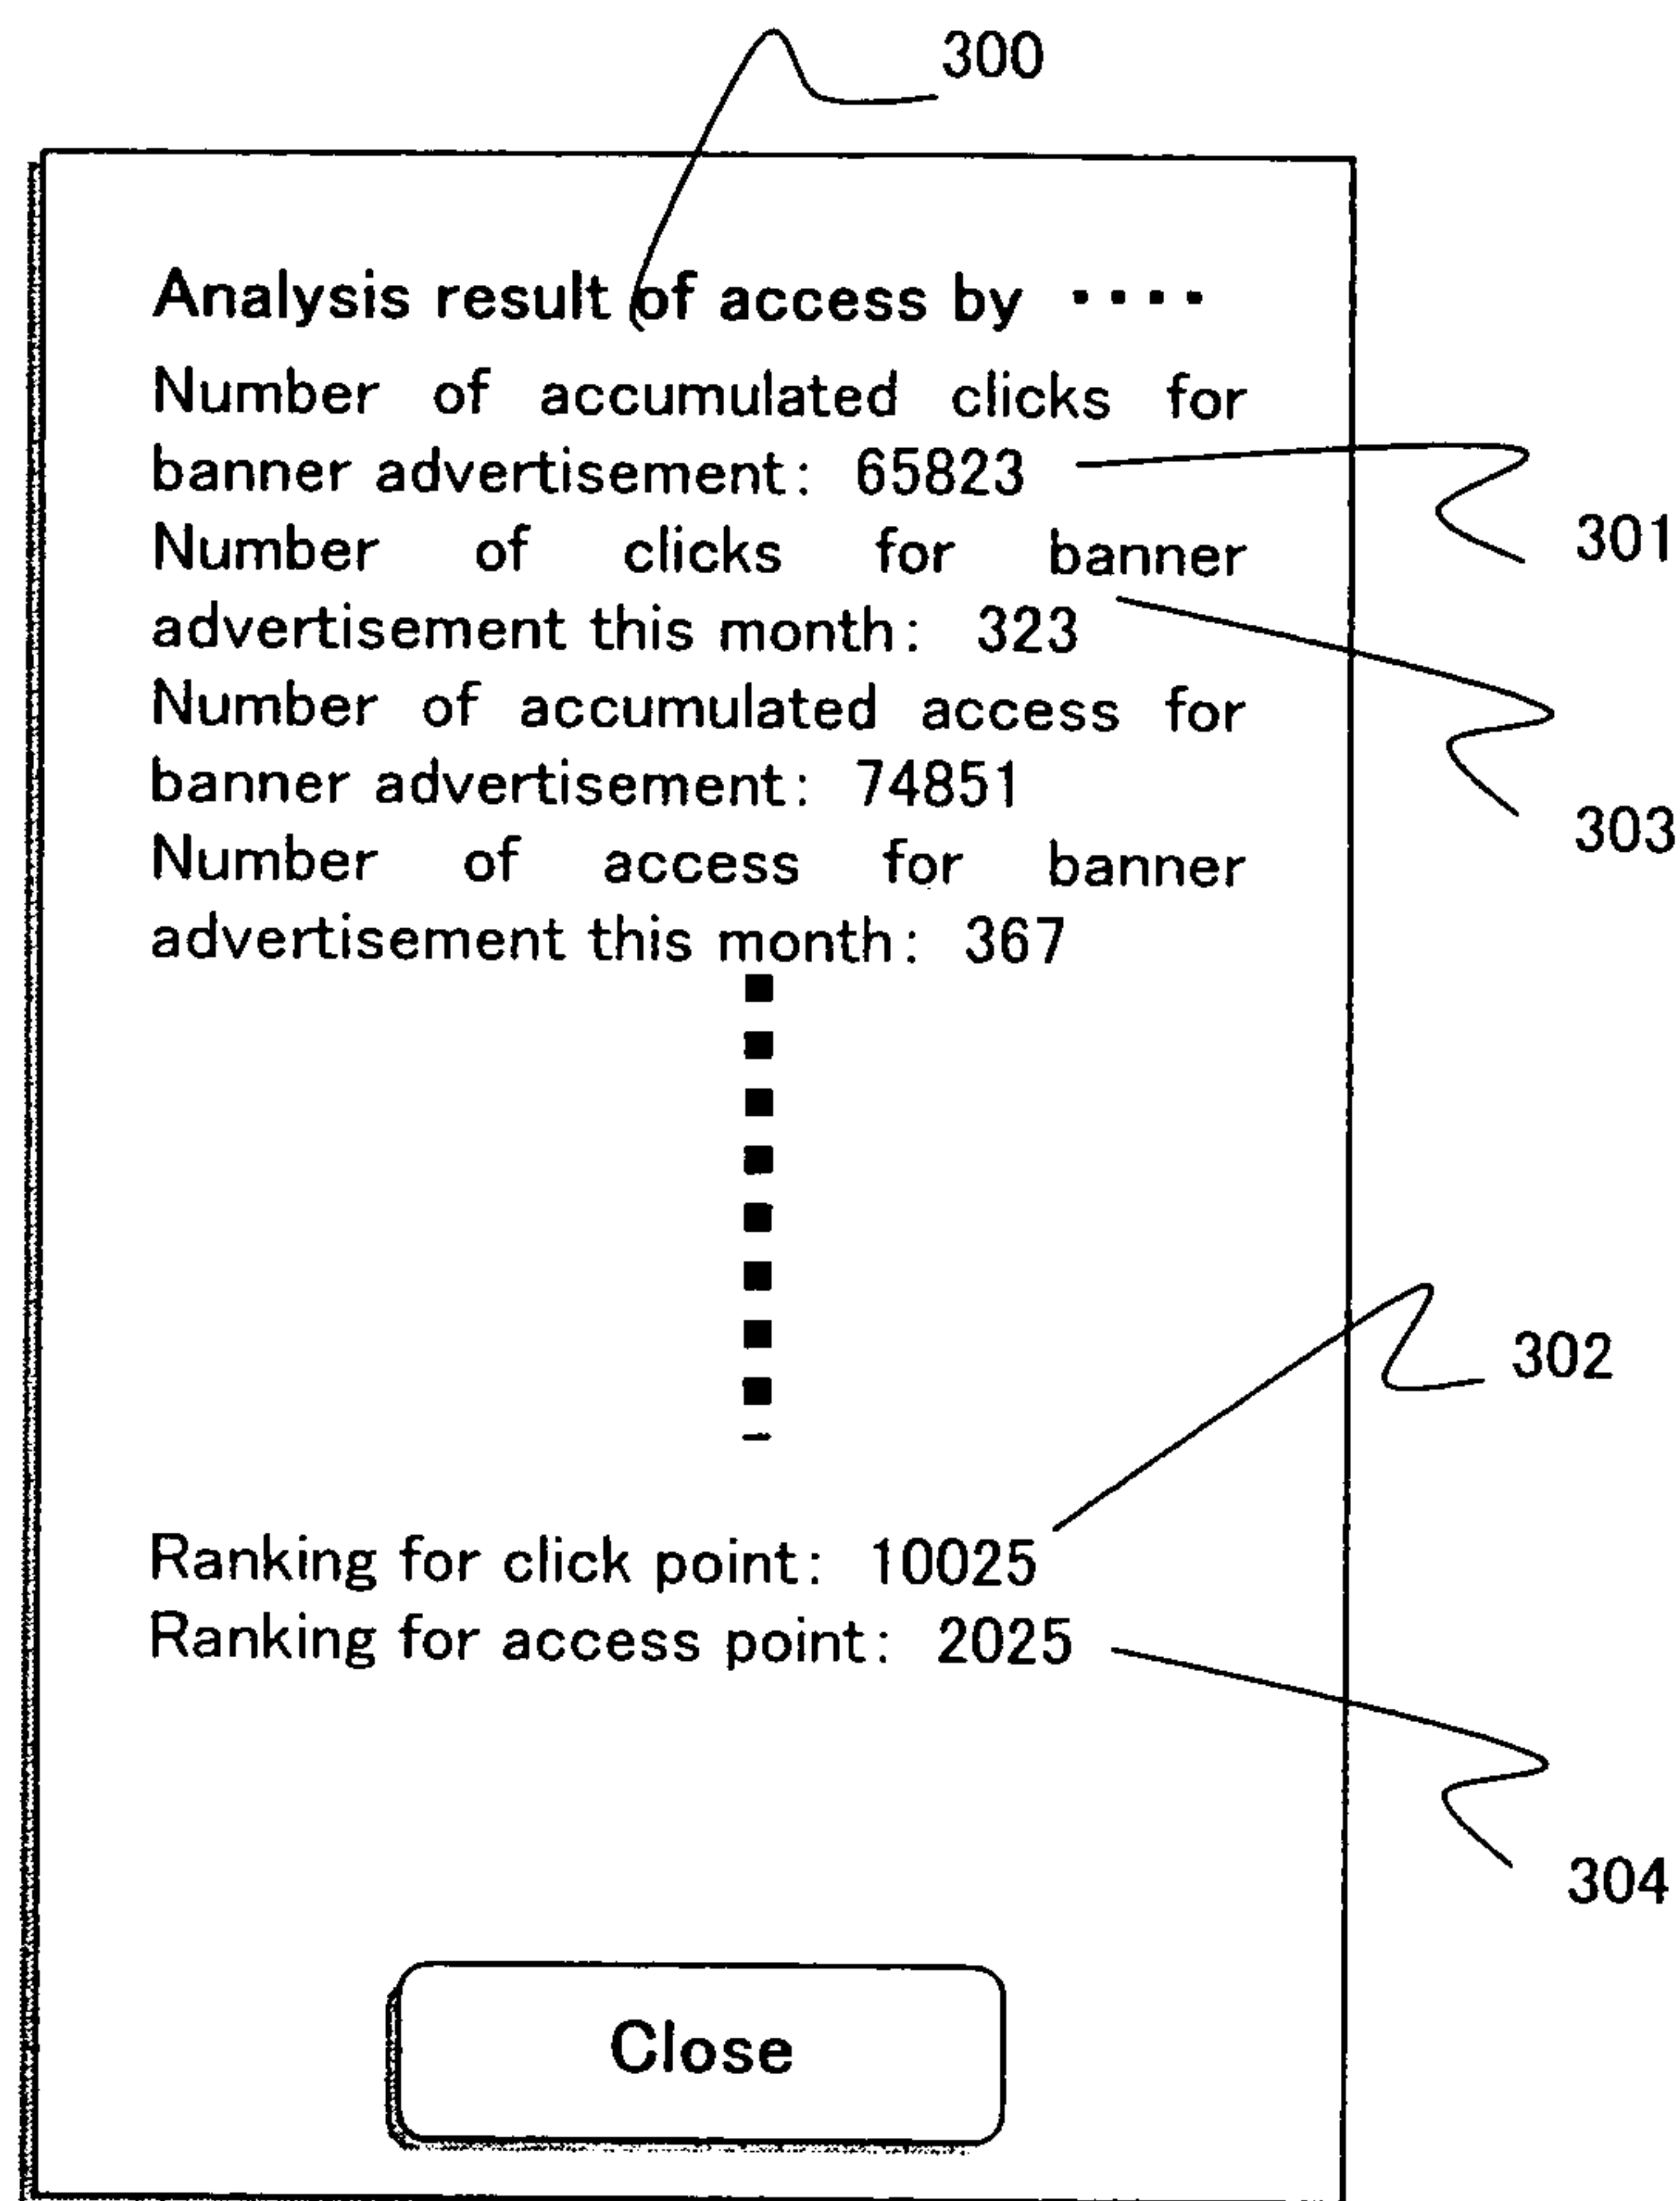 300
Analysis result of access by ・・・・
Number of accumulated clicks for
banner advertisement: 65823
301
Number of clicks for banner
advertisement this month: 323
Number of accumulated access for
banner advertisement: 74851
303
Number of access for banner
advertisement this month: 367
302
Ranking for click point: 10025
Ranking for access point: 2025
304
Close